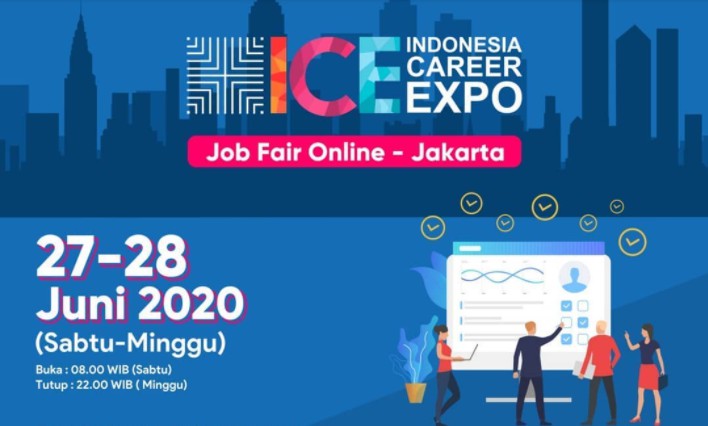 ICE INDONESIA
CAREER
EXPO
Job Fair Online - Jakarta
27-28
Juni 2020
(Sabtu-Minggu)
Buka : 08.00 WIB (Sabtu)
Tutup : 22.00 WIB ( Minggu)